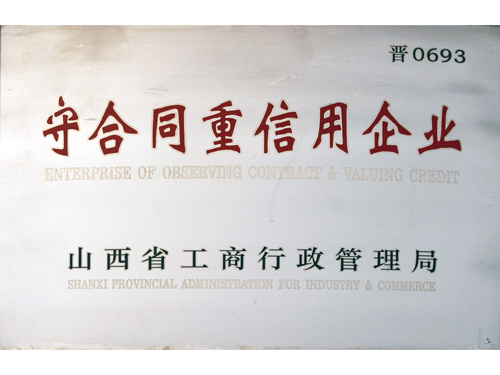 晋0693
守合同重信用企业
ENTERPRISE OF OBSERVING CONTRACT & VALUING CREDIT
山西省工商行政管理局
SHANXI PROVINCIAL ADMINISTRATION FOR INDUSTRY & COMMERCE